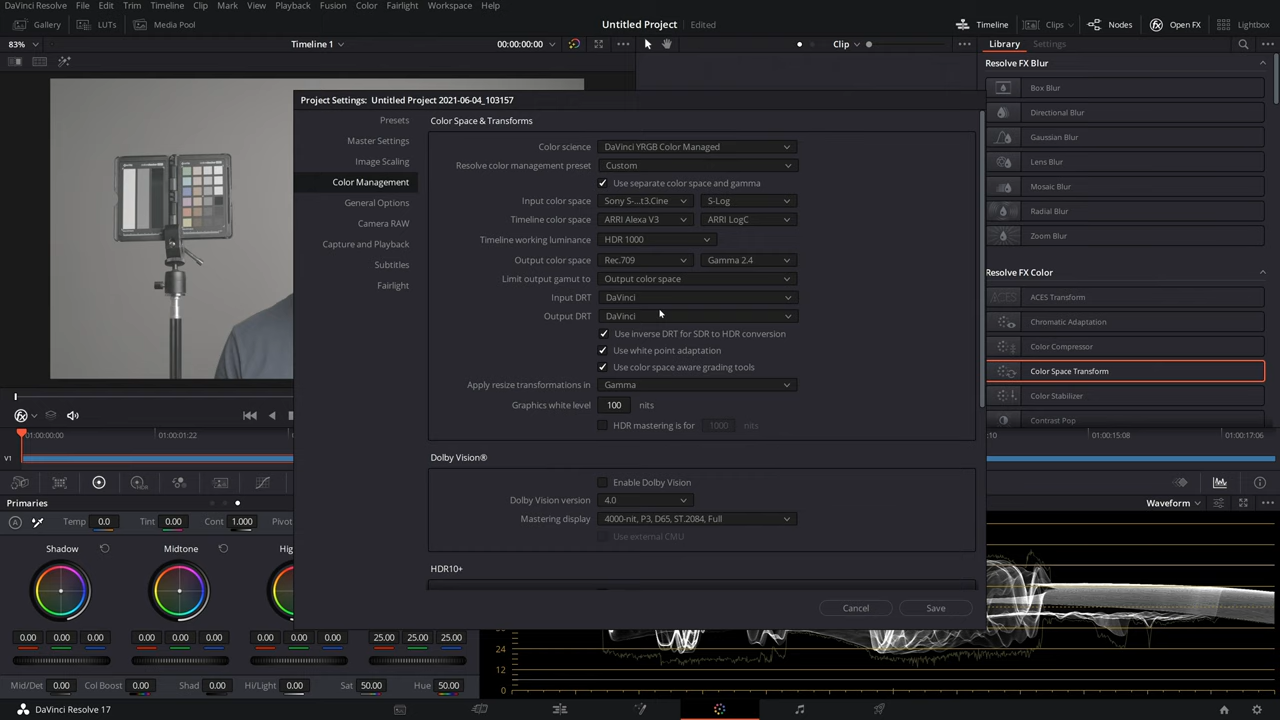 DaVinci Resolve File Edit Trim Timeline Clip Mark View Playback Fusion Color Fairlight Workspace Help
Gallery LUTs Media Pool Untitled Project Edited Timeline Clips Nodes Open FX Lightbox
83% Timeline 1 00:00:00:00 Clip Library Settings
Resolve FX Blur
Box Blur
Directional Blur
Gaussian Blur
Lens Blur
Mosaic Blur
Radial Blur
Zoom Blur
Resolve FX Color
ACES Transform
Chromatic Adaptation
Color Compressor
Color Space Transform
Color Stabilizer
Contrast Pop
Project Settings: Untitled Project 2021-06-04_103157
Presets
Master Settings
Image Scaling
Color Management
General Options
Camera RAW
Capture and Playback
Subtitles
Fairlight
Color Space & Transforms
Color science DaVinci YRGB Color Managed
Resolve color management preset Custom
Use separate color space and gamma
Input color space Sony S-...t3.Cine S-Log
Timeline color space ARRI Alexa V3 ARRI LogC
Timeline working luminance HDR 1000
Output color space Rec.709 Gamma 2.4
Limit output gamut to Output color space
Input DRT DaVinci
Output DRT DaVinci
Use inverse DRT for SDR to HDR conversion
Use white point adaptation
Use color space aware grading tools
Apply resize transformations in Gamma
Graphics white level 100 nits
HDR mastering is for 1000 nits
Dolby Vision®
Enable Dolby Vision
Dolby Vision version 4.0
Mastering display 4000-nit, P3, D65, ST.2084, Full
Use external CMU
HDR10+
Cancel Save
01:00:00:00 01:00:01:22 :10 01:00:15:08 01:00:17:06
V1
Primaries
Temp 0.0 Tint 0.00 Cont 1.000 Pivot
Shadow Midtone
0.00 0.00 0.00 0.00 0.00 0.00 25.00 25.00 25.00
Mid/Det 0.00 Col Boost 0.00 Shad 0.00 Hi/Light 0.00 Sat 50.00 Hue 50.00
Waveform
24
12
0
DaVinci Resolve 17